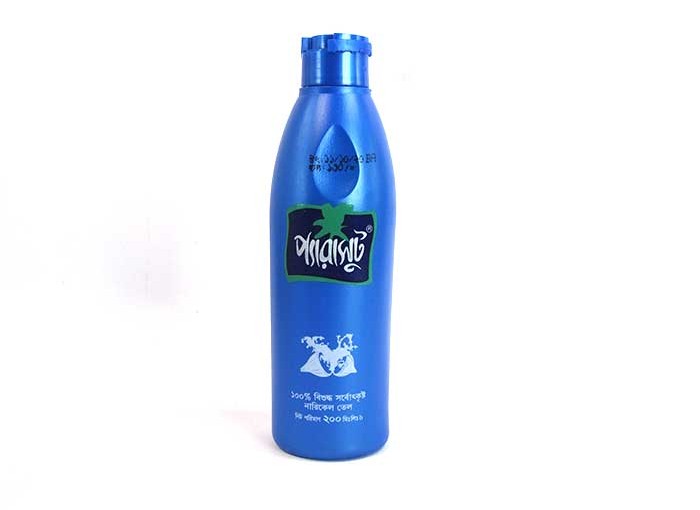 প্যারাসুট®
১০০% বিশুদ্ধ সর্বোৎকৃষ্ট
নারিকেল তেল
নিট পরিমাণ ২০০ মিঃলিঃ